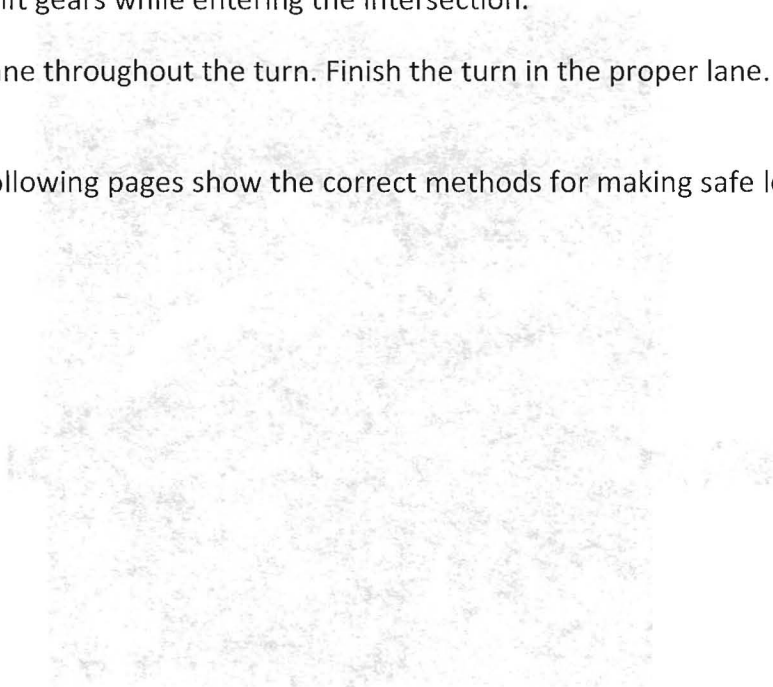 gears while entering the intersection.
ne throughout the turn. Finish the turn in the proper lane.
llowing pages show the correct methods for making safe